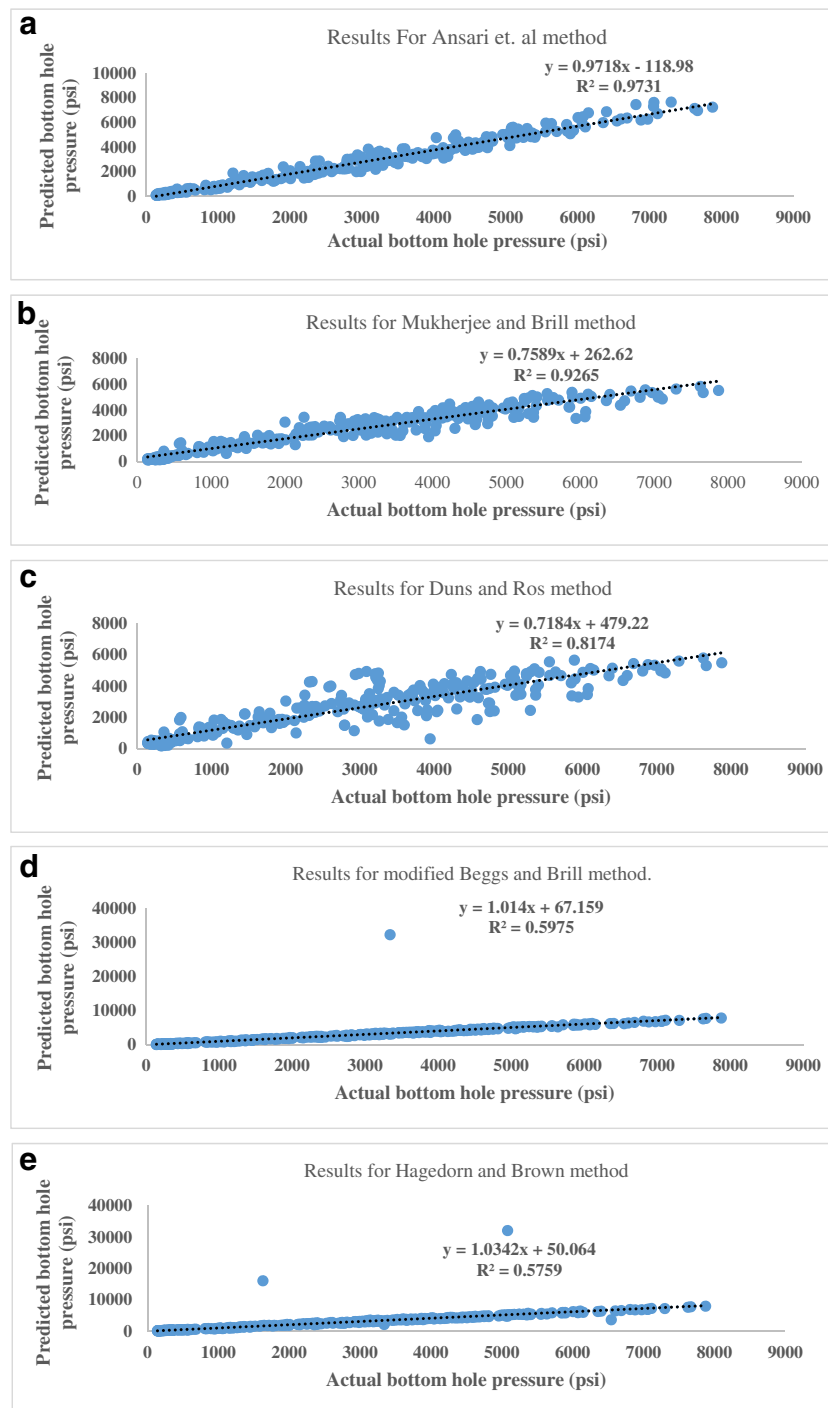 a
Results For Ansari et. al method
y = 0.9718x - 118.98
R² = 0.9731
Predicted bottom hole
pressure (psi)
10000
8000
6000
4000
2000
0
0 1000 2000 3000 4000 5000 6000 7000 8000 9000
Actual bottom hole pressure (psi)
b
Results for Mukherjee and Brill method
y = 0.7589x + 262.62
R² = 0.9265
Predicted bottom hole
pressure (psi)
8000
6000
4000
2000
0
0 1000 2000 3000 4000 5000 6000 7000 8000 9000
Actual bottom hole pressure (psi)
c
Results for Duns and Ros method
y = 0.7184x + 479.22
R² = 0.8174
Predicted bottom hole
pressure (psi)
8000
6000
4000
2000
0
0 1000 2000 3000 4000 5000 6000 7000 8000 9000
Actual bottom hole pressure (psi)
d
Results for modified Beggs and Brill method.
y = 1.014x + 67.159
R² = 0.5975
Predicted bottom hole
pressure (psi)
40000
30000
20000
10000
0
0 1000 2000 3000 4000 5000 6000 7000 8000 9000
Actual bottom hole pressure (psi)
e
Results for Hagedorn and Brown method
y = 1.0342x + 50.064
R² = 0.5759
Predicted bottom hole
pressure (psi)
40000
30000
20000
10000
0
0 1000 2000 3000 4000 5000 6000 7000 8000 9000
Actual bottom hole pressure (psi)